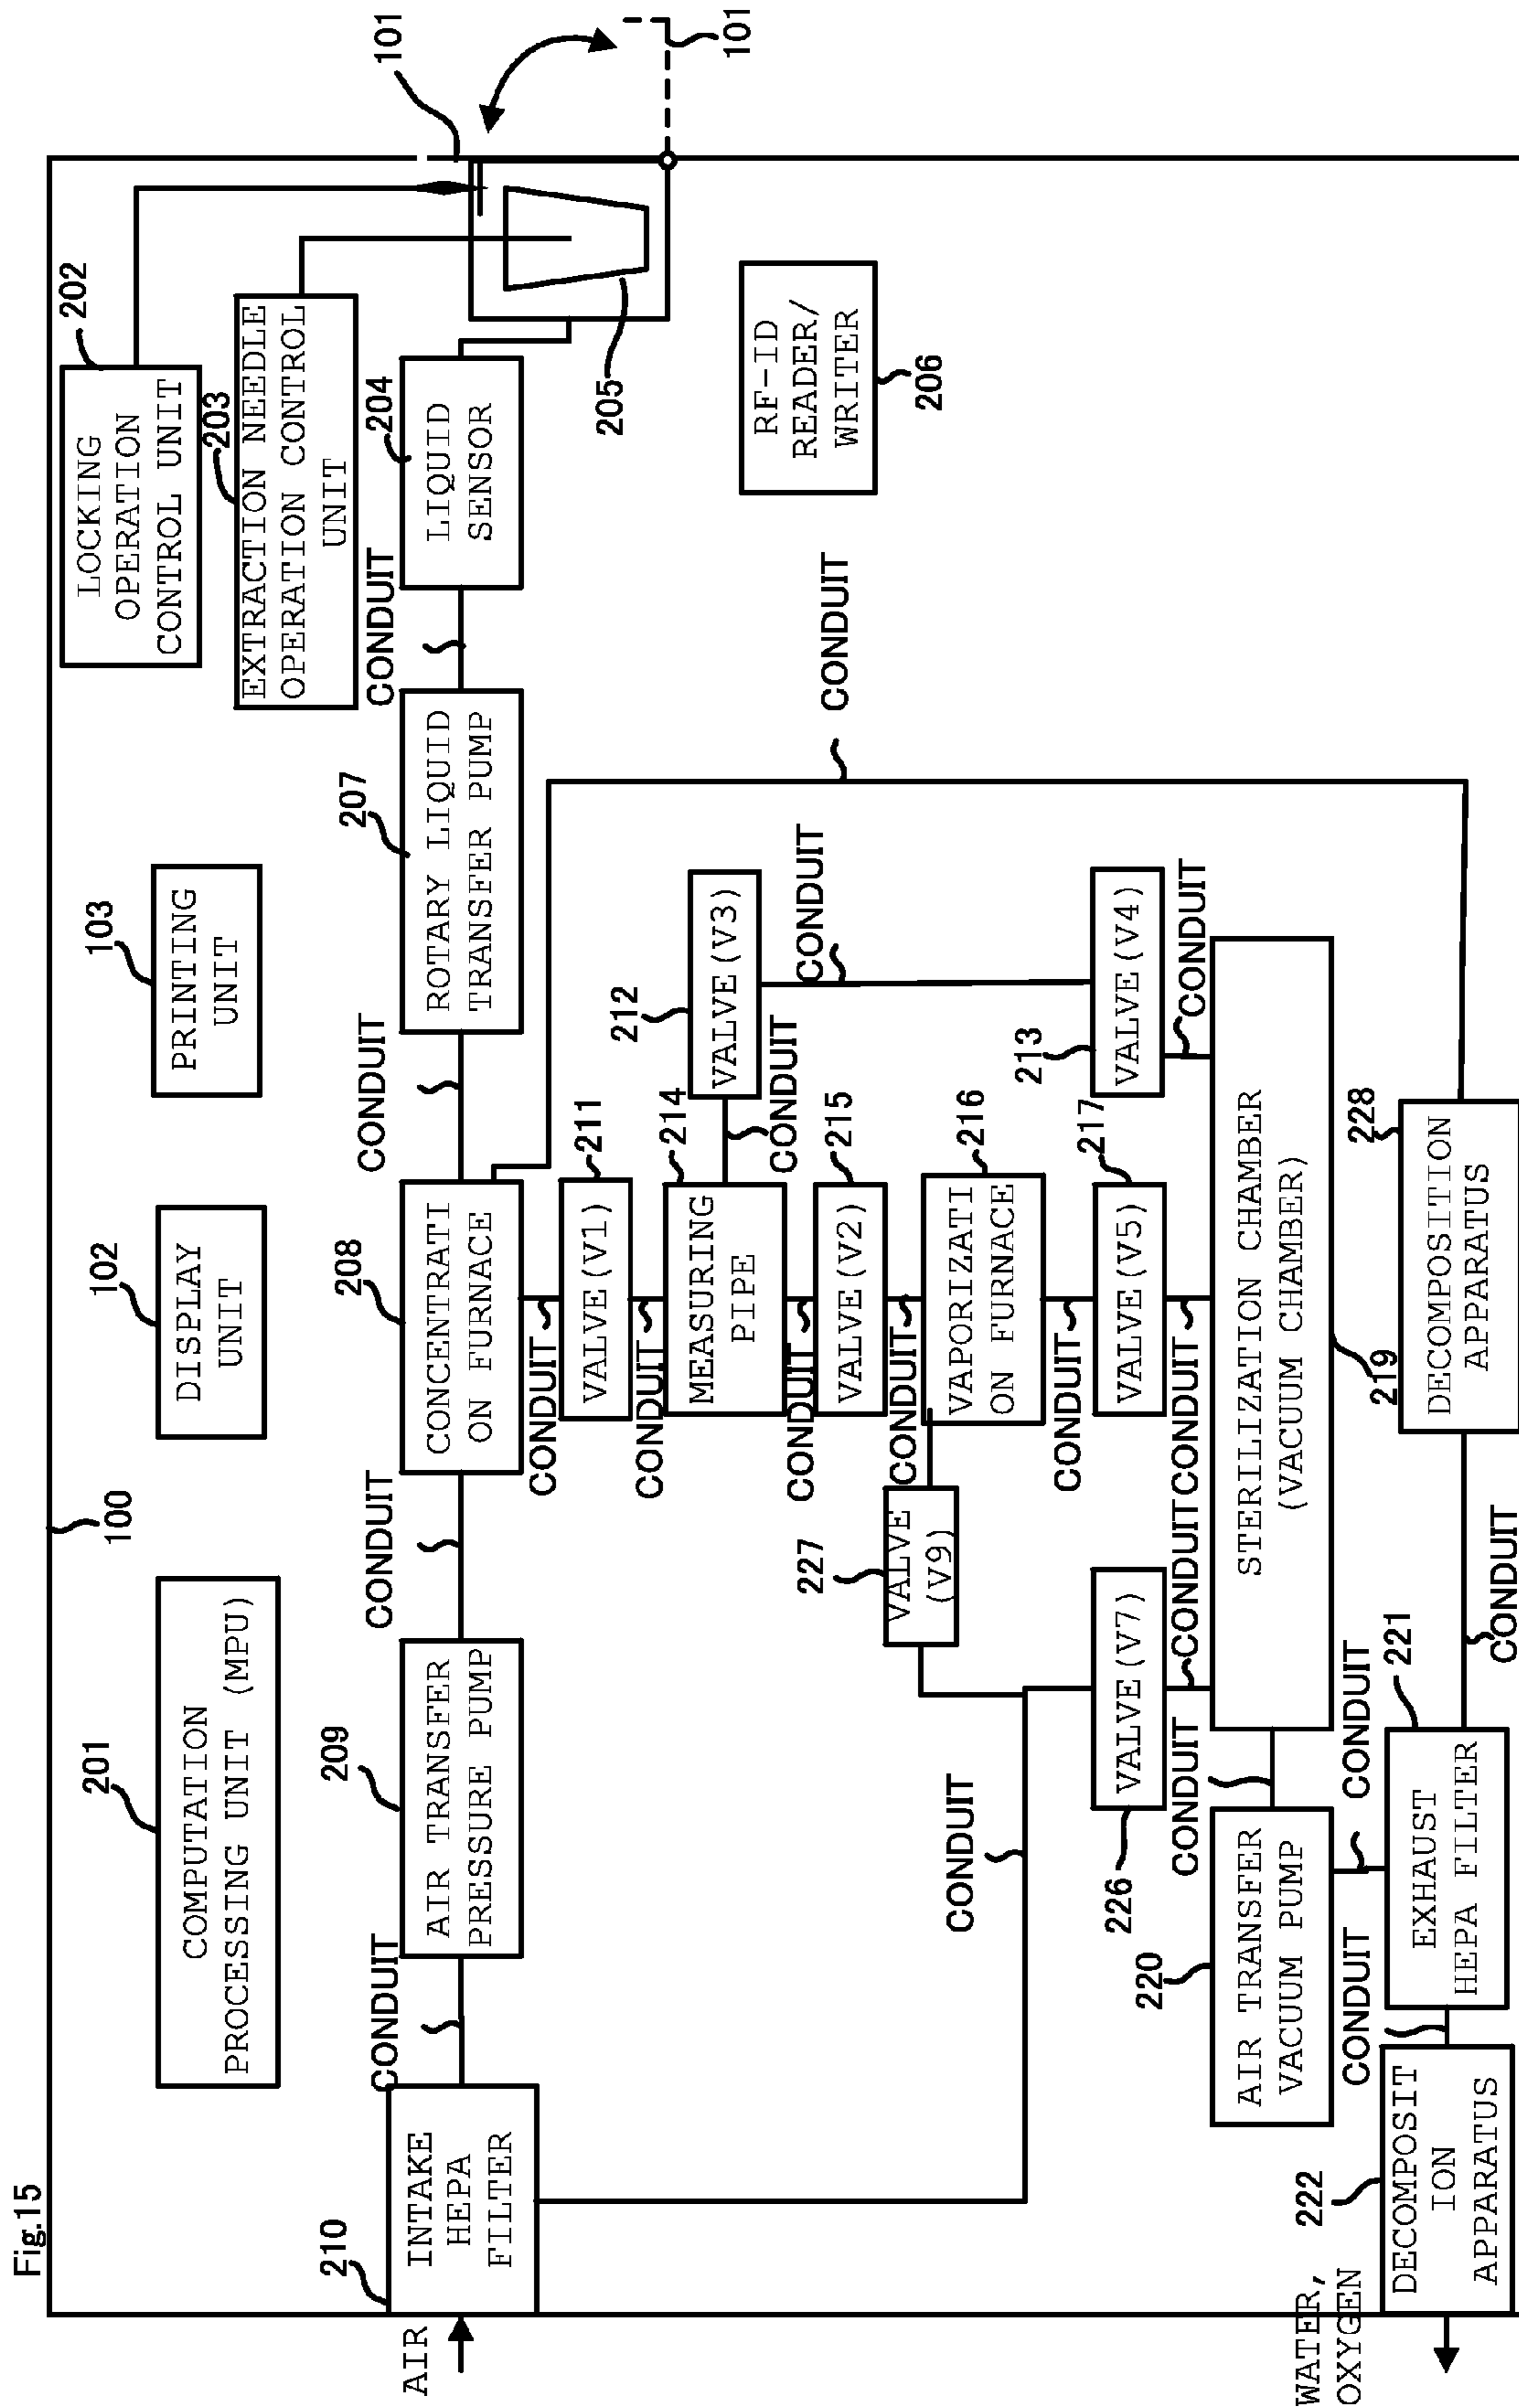 Fig.15
100
COMPUTATION
PROCESSING UNIT (MPU)
201
DISPLAY
UNIT
102
PRINTING
UNIT
103
LOCKING
OPERATION
CONTROL UNIT
202
EXTRACTION NEEDLE
OPERATION CONTROL
UNIT
203
101
101
AIR
INTAKE
HEPA
FILTER
210
CONDUIT
AIR TRANSFER
PRESSURE PUMP
209
CONDUIT
CONCENTRATI
ON FURNACE
208
CONDUIT
ROTARY LIQUID
TRANSFER PUMP
207
CONDUIT
LIQUID
SENSOR
204
205
RF-ID
READER/
WRITER
206
CONDUIT
CONDUIT
VALVE(V1)
211
CONDUIT
MEASURING
PIPE
214
CONDUIT
VALVE(V3)
212
CONDUIT
CONDUIT
VALVE(V2)
215
CONDUIT
VALVE
(V9)
227
VAPORIZATI
ON FURNACE
216
CONDUIT
CONDUIT
VALVE(V7)
226
CONDUIT
VALVE(V5)
217
CONDUIT
VALVE(V4)
213
CONDUIT
STERILIZATION CHAMBER
(VACUUM CHAMBER)
219
AIR TRANSFER
VACUUM PUMP
220
CONDUIT
CONDUIT
EXHAUST
HEPA FILTER
221
CONDUIT
DECOMPOSIT
ION
APPARATUS
222
CONDUIT
DECOMPOSITION
APPARATUS
228
WATER,
OXYGEN